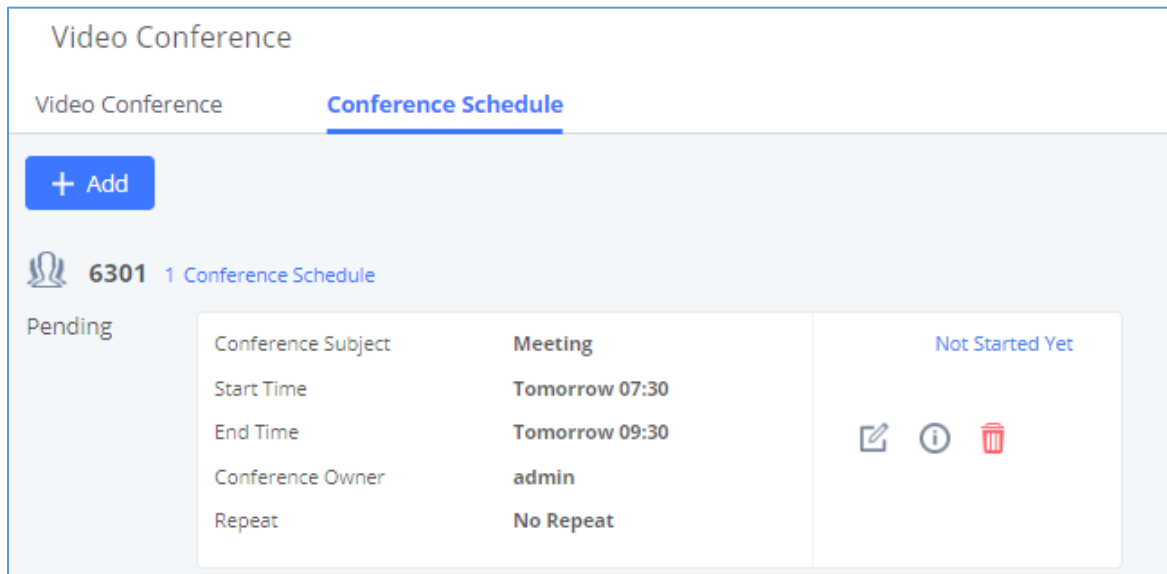 Video Conference
Video Conference Conference Schedule
+ Add
6301 1 Conference Schedule
Pending
Conference Subject Meeting Not Started Yet
Start Time Tomorrow 07:30
End Time Tomorrow 09:30
Conference Owner admin
Repeat No Repeat